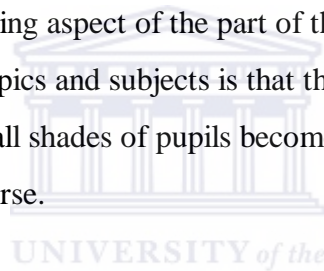 ing aspect of the part of th
pics and subjects is that th
all shades of pupils becom
rse.
UNIVERSITY of the